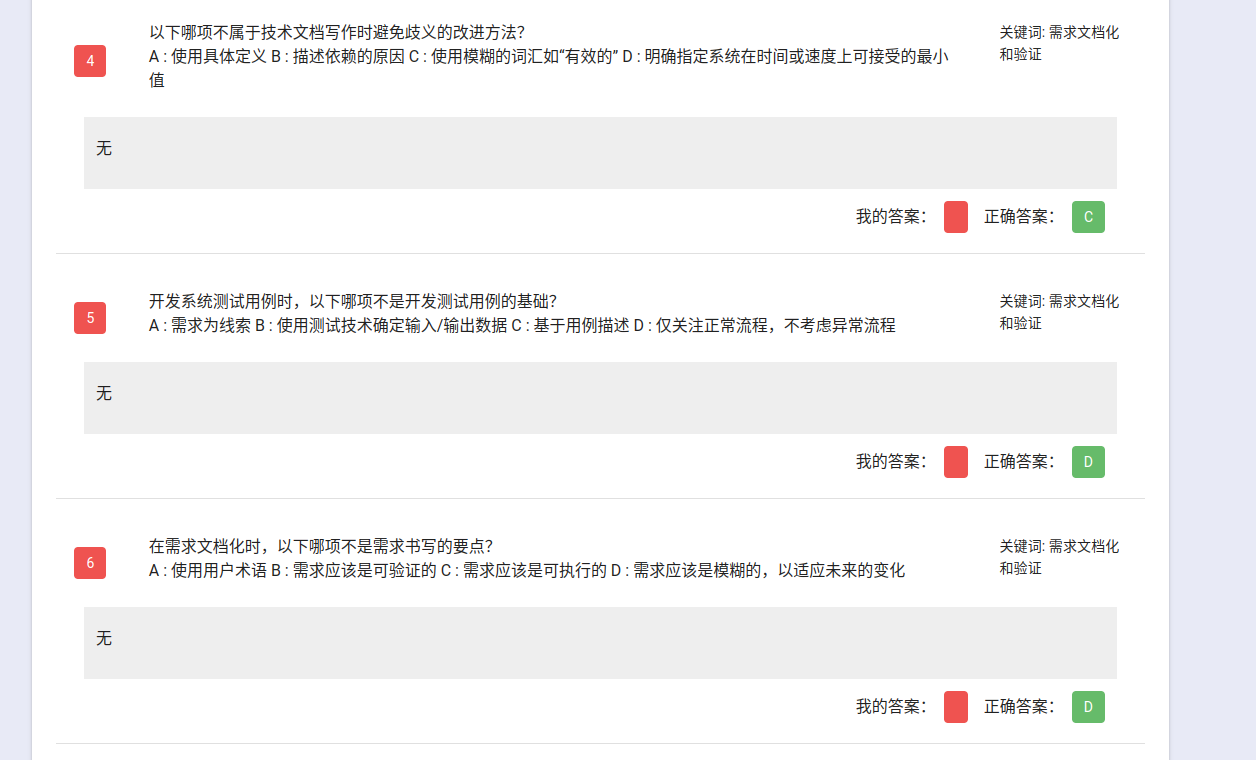 以下哪项不属于技术文档写作时避免歧义的改进方法?
关键词: 需求文档化
和验证
4
A : 使用具体定义 B : 描述依赖的原因 C : 使用模糊的词汇如“有效的” D : 明确指定系统在时间或速度上可接受的最小
值
无
我的答案：
正确答案： C
开发系统测试用例时，以下哪项不是开发测试用例的基础?
关键词: 需求文档化
和验证
5
A : 需求为线索 B : 使用测试技术确定输入/输出数据 C : 基于用例描述 D : 仅关注正常流程，不考虑异常流程
无
我的答案：
正确答案： D
在需求文档化时，以下哪项不是需求书写的要点?
关键词: 需求文档化
和验证
6
A : 使用用户术语 B : 需求应该是可验证的 C : 需求应该是可执行的 D : 需求应该是模糊的，以适应未来的变化
无
我的答案：
正确答案： D